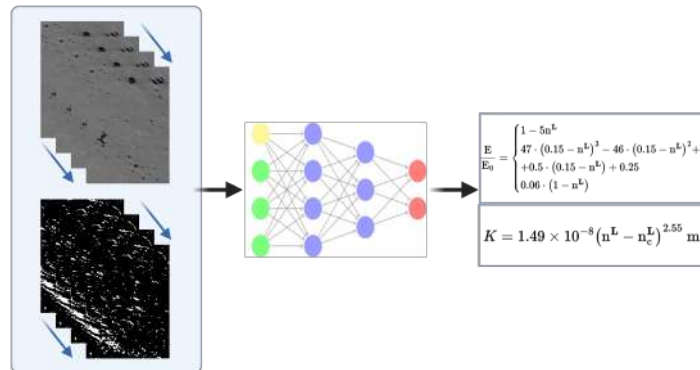 E/E₀ = { 1 − 5n^L
47 · (0.15 − n^L)³ − 46 · (0.15 − n^L)² +
+0.5 · (0.15 − n^L) + 0.25
0.06 · (1 − n^L)
K = 1.49 × 10⁻⁸(n^L − n_c^L)^2.55 m